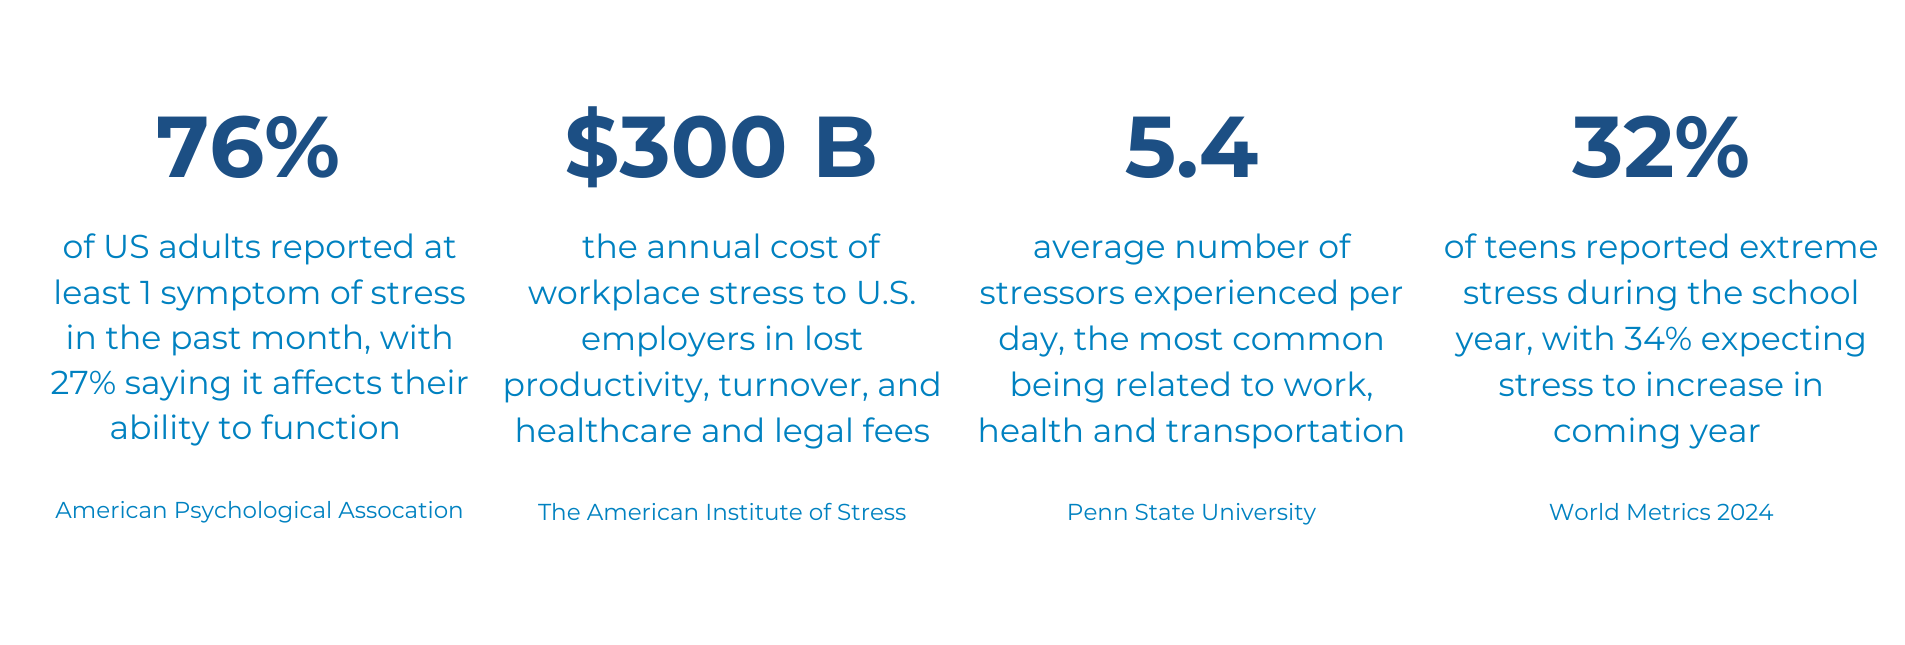 76%
of US adults reported at
least 1 symptom of stress
in the past month, with
27% saying it affects their
ability to function
American Psychological Assocation
$300 B
the annual cost of
workplace stress to U.S.
employers in lost
productivity, turnover, and
healthcare and legal fees
The American Institute of Stress
5.4
average number of
stressors experienced per
day, the most common
being related to work,
health and transportation
Penn State University
32%
of teens reported extreme
stress during the school
year, with 34% expecting
stress to increase in
coming year
World Metrics 2024